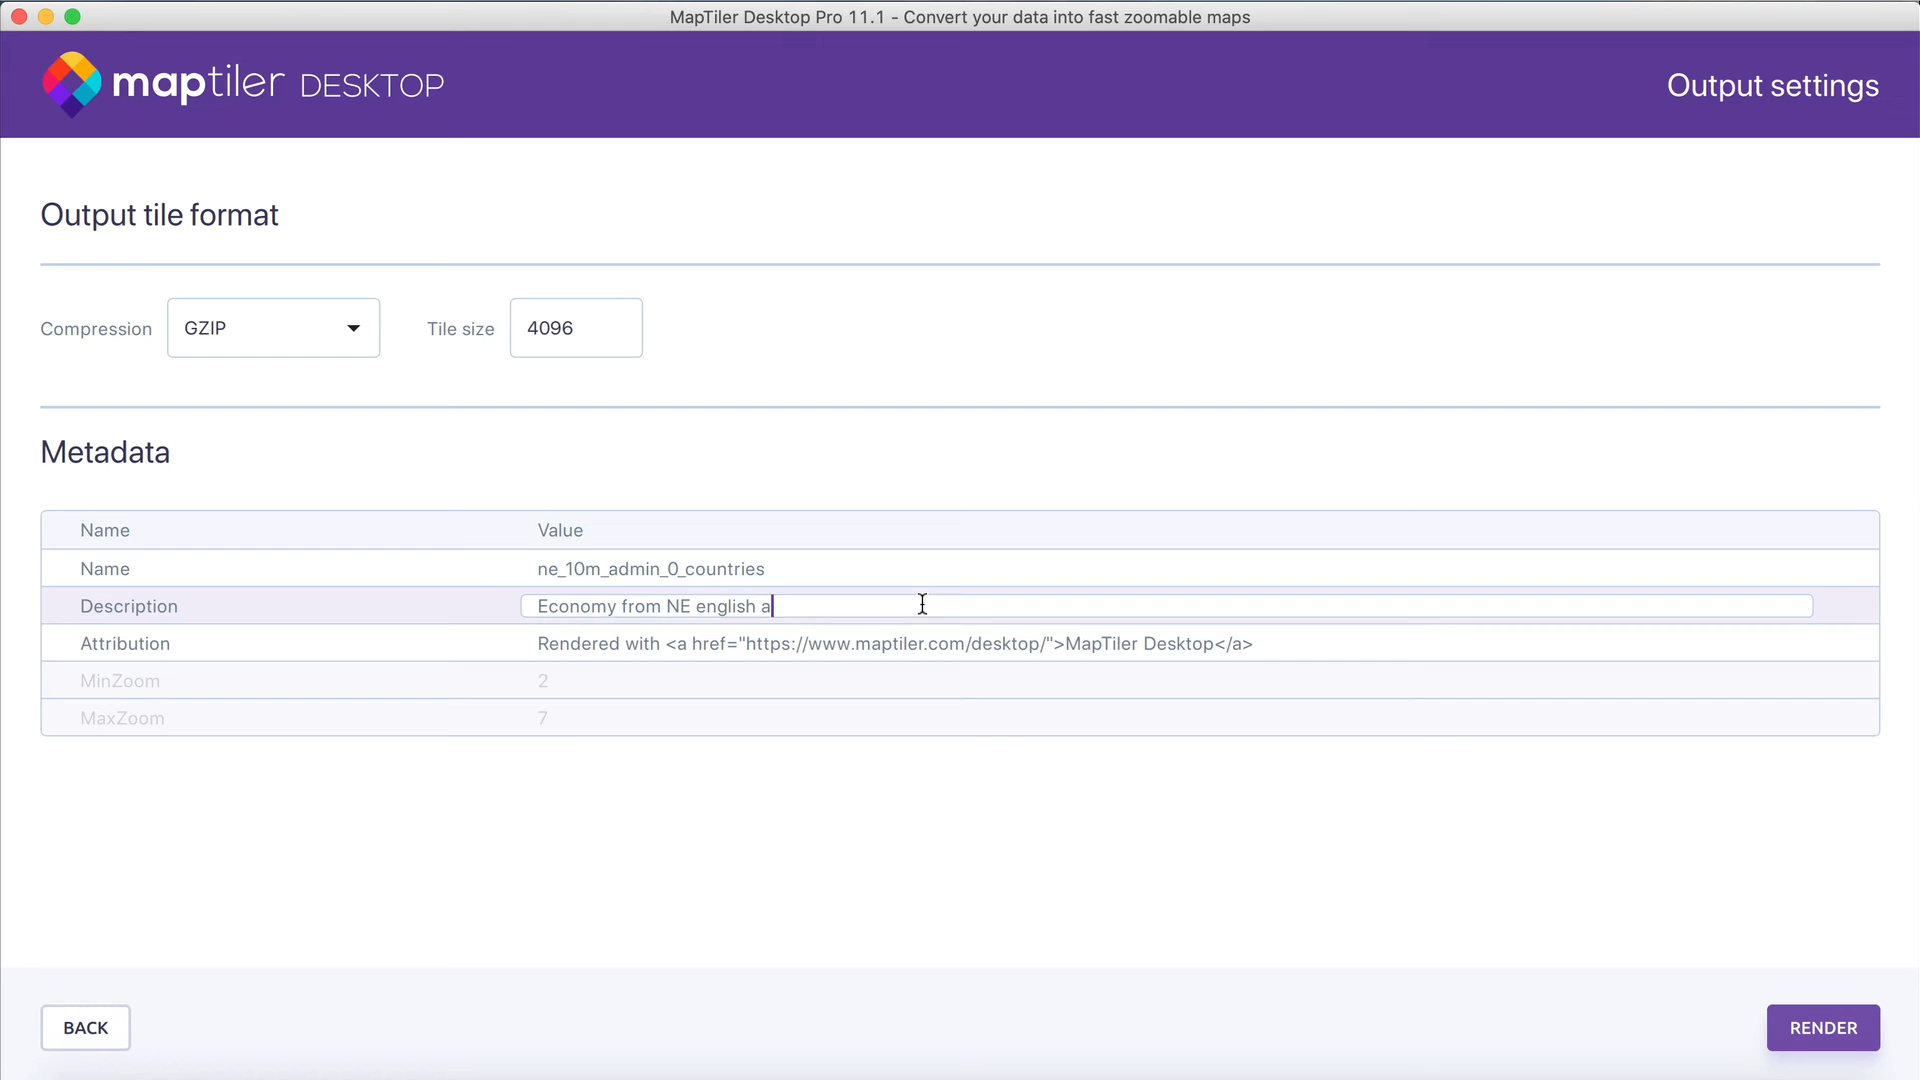 MapTiler Desktop Pro 11.1 - Convert your data into fast zoomable maps
maptiler DESKTOP
Output settings
Output tile format
Compression GZIP Tile size 4096
Metadata
Name Value
Name ne_10m_admin_0_countries
Description Economy from NE english a
Attribution Rendered with <a href="https://www.maptiler.com/desktop/">MapTiler Desktop</a>
MinZoom 2
MaxZoom 7
BACK RENDER